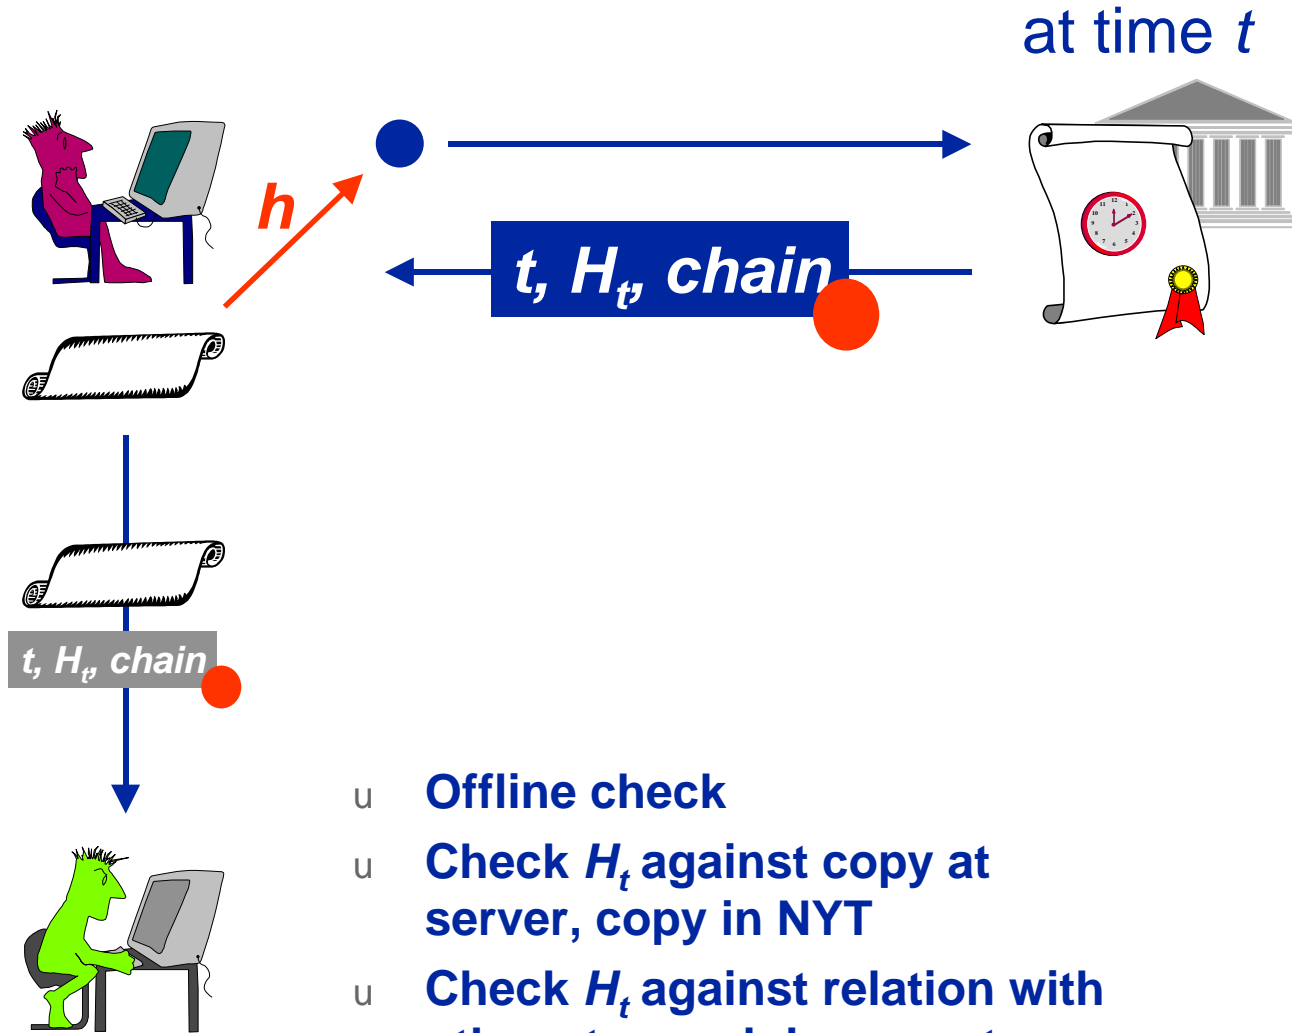 at time t
h
t, Ht, chain
t, Ht, chain
u Offline check
u Check Ht against copy at
server, copy in NYT
u Check Ht against relation with